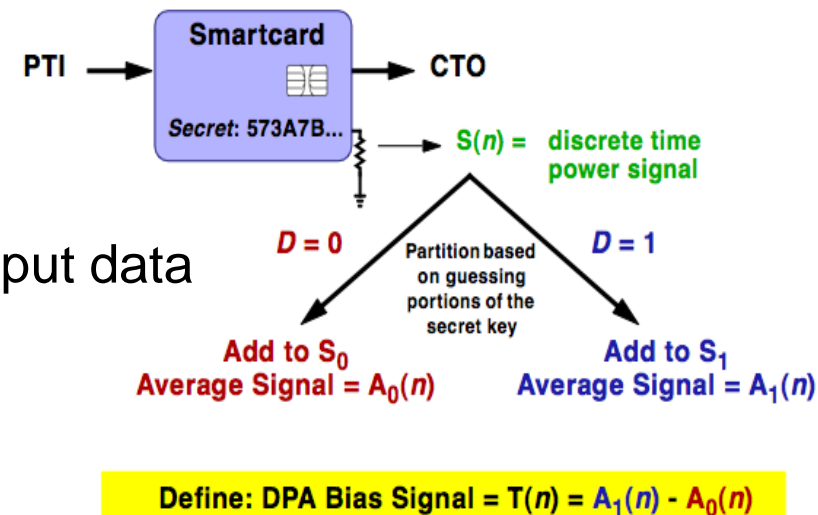 Smartcard
PTI
CTO
Secret: 573A7B...
S(n) = discrete time
power signal
D = 0
Partition based
on guessing
portions of the
secret key
D = 1
put data
Add to S₀
Average Signal = A₀(n)
Add to S₁
Average Signal = A₁(n)
Define: DPA Bias Signal = T(n) = A₁(n) - A₀(n)